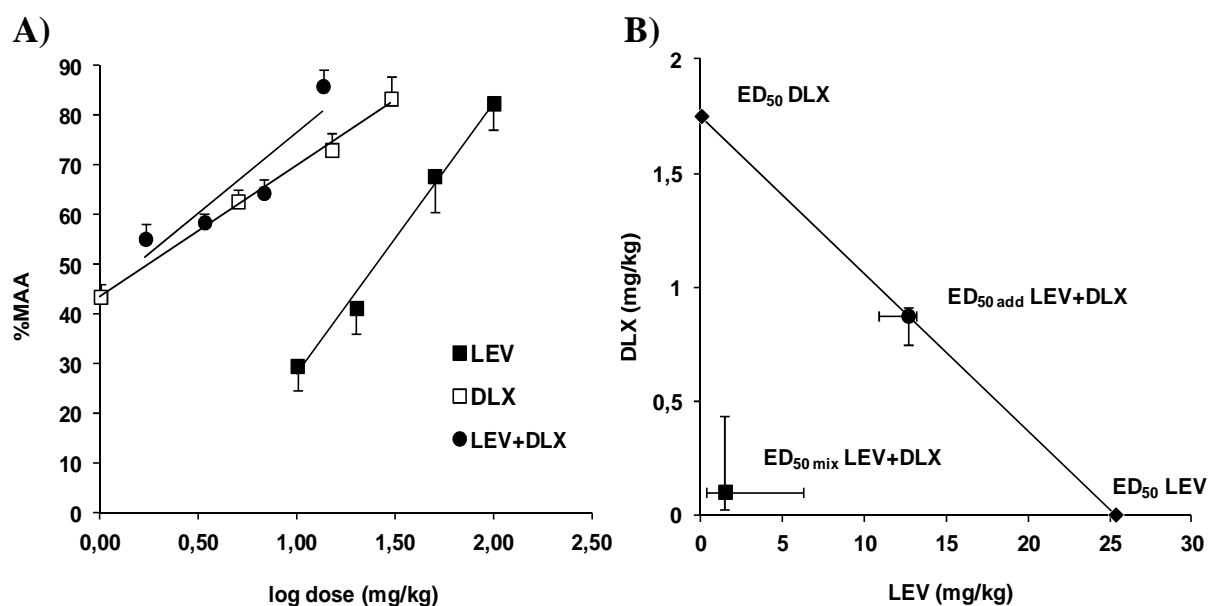 A)
%MAA
90
80
70
60
50
40
30
20
10
0
0,00 0,50 1,00 1,50 2,00 2,50
log dose (mg/kg)
LEV
DLX
LEV+DLX
B)
DLX (mg/kg)
2
1,5
1
0,5
0
0 5 10 15 20 25 30
LEV (mg/kg)
ED50 DLX
ED50 add LEV+DLX
ED50 mix LEV+DLX
ED50 LEV